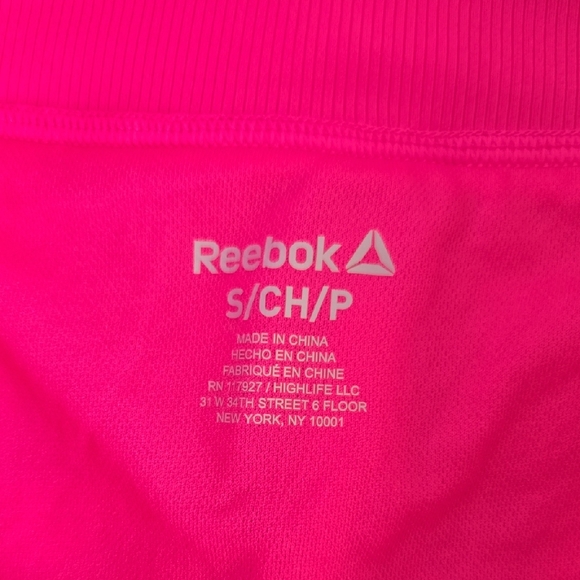 Reebok
S/CH/P
MADE IN CHINA
HECHO EN CHINA
FABRIQUÉ EN CHINE
RN 117927 / HIGHLIFE LLC
31 W 34TH STREET 6 FLOOR
NEW YORK, NY 10001